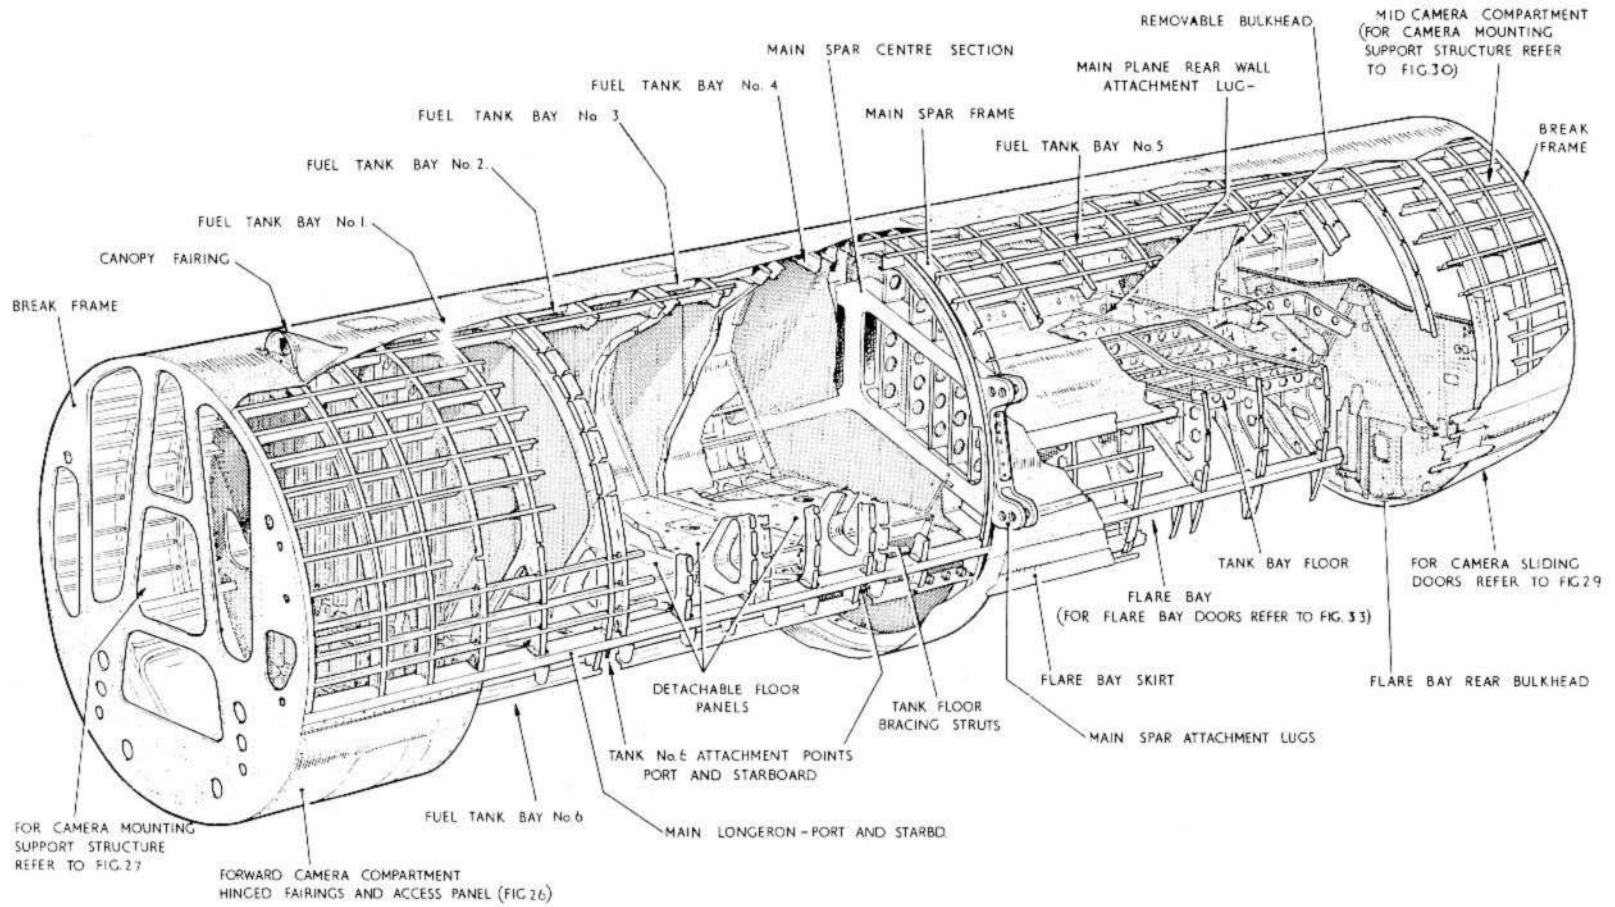 REMOVABLE BULKHEAD
MID CAMERA COMPARTMENT
(FOR CAMERA MOUNTING
SUPPORT STRUCTURE REFER
TO FIG.30)
MAIN SPAR CENTRE SECTION
MAIN PLANE REAR WALL
ATTACHMENT LUG-
FUEL TANK BAY No. 4
MAIN SPAR FRAME
FUEL TANK BAY No 3
BREAK
FRAME
FUEL TANK BAY No.5
FUEL TANK BAY No.2.
FUEL TANK BAY No.1.
CANOPY FAIRING
BREAK FRAME
TANK BAY FLOOR
FOR CAMERA SLIDING
DOORS REFER TO FIG 29
FLARE BAY
(FOR FLARE BAY DOORS REFER TO FIG. 33)
FLARE BAY SKIRT
FLARE BAY REAR BULKHEAD
DETACHABLE FLOOR
PANELS
TANK FLOOR
BRACING STRUTS
MAIN SPAR ATTACHMENT LUGS
TANK No.6 ATTACHMENT POINTS
PORT AND STARBOARD
FUEL TANK BAY No.6
MAIN LONGERON - PORT AND STARBD.
FOR CAMERA MOUNTING
SUPPORT STRUCTURE
REFER TO FIG.27
FORWARD CAMERA COMPARTMENT
HINGED FAIRINGS AND ACCESS PANEL (FIG 26)